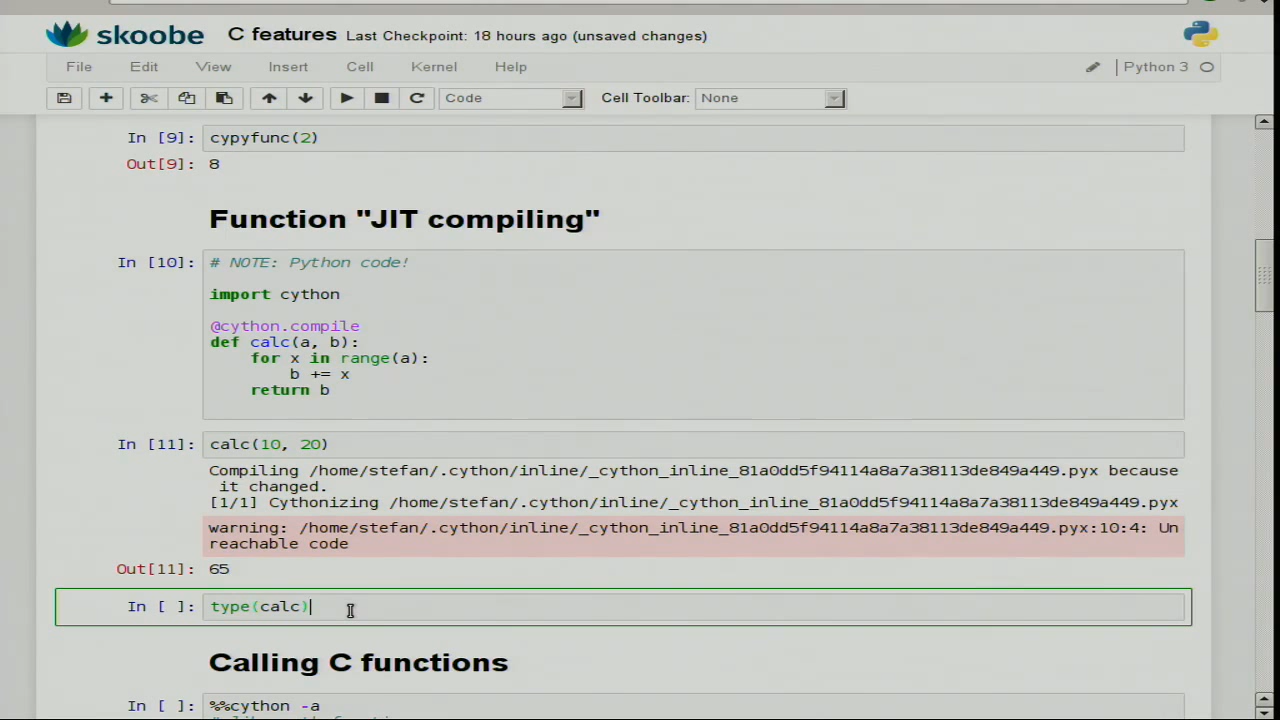 skoobe C features Last Checkpoint: 18 hours ago (unsaved changes)
File Edit View Insert Cell Kernel Help Python 3
Code Cell Toolbar: None
In [9]: cypyfunc(2)
Out[9]: 8
Function "JIT compiling"
In [10]: # NOTE: Python code!
import cython
@cython.compile
def calc(a, b):
    for x in range(a):
        b += x
    return b
In [11]: calc(10, 20)
Compiling /home/stefan/.cython/inline/_cython_inline_81a0dd5f94114a8a7a38113de849a449.pyx because
 it changed.
[1/1] Cythonizing /home/stefan/.cython/inline/_cython_inline_81a0dd5f94114a8a7a38113de849a449.pyx
warning: /home/stefan/.cython/inline/_cython_inline_81a0dd5f94114a8a7a38113de849a449.pyx:10:4: Un
reachable code
Out[11]: 65
In [ ]: type(calc)
Calling C functions
In [ ]: %%cython -a